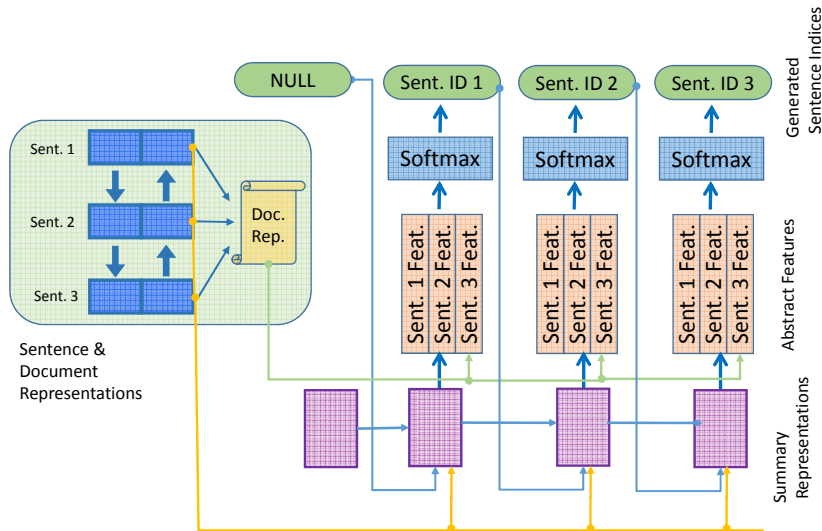 NULL
Sent. ID 1
Sent. ID 2
Sent. ID 3
Generated
Sentence Indices
Softmax
Softmax
Softmax
Sent. 1
Sent. 2
Sent. 3
Doc.
Rep.
Sent. 1 Feat.
Sent. 2 Feat.
Sent. 3 Feat.
Sent. 1 Feat.
Sent. 2 Feat.
Sent. 3 Feat.
Sent. 1 Feat.
Sent. 2 Feat.
Sent. 3 Feat.
Abstract Features
Sentence &
Document
Representations
Summary
Representations